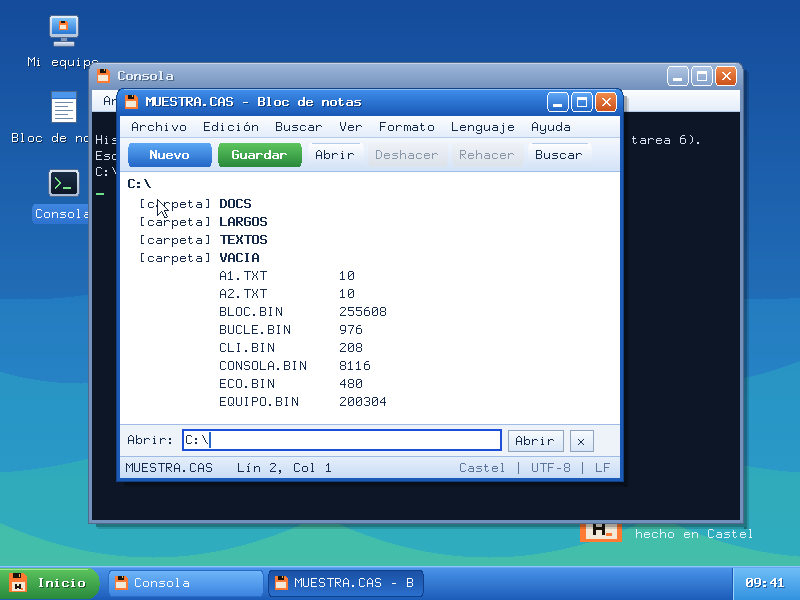 Mi equipo
Bloc de no
Consola
Consola
Ar
His
tarea 6).
Esc
C:\
MUESTRA.CAS - Bloc de notas
Archivo Edición Buscar Ver Formato Lenguaje Ayuda
Nuevo Guardar Abrir Deshacer Rehacer Buscar
C:\
[carpeta] DOCS
[carpeta] LARGOS
[carpeta] TEXTOS
[carpeta] VACIA
A1.TXT 10
A2.TXT 10
BLOC.BIN 255608
BUCLE.BIN 976
CLI.BIN 208
CONSOLA.BIN 8116
ECO.BIN 480
EQUIPO.BIN 200304
Abrir: C:\ Abrir x
MUESTRA.CAS Lín 2, Col 1 Castel | UTF-8 | LF
H_
hecho en Castel
Inicio Consola MUESTRA.CAS - B 09:41